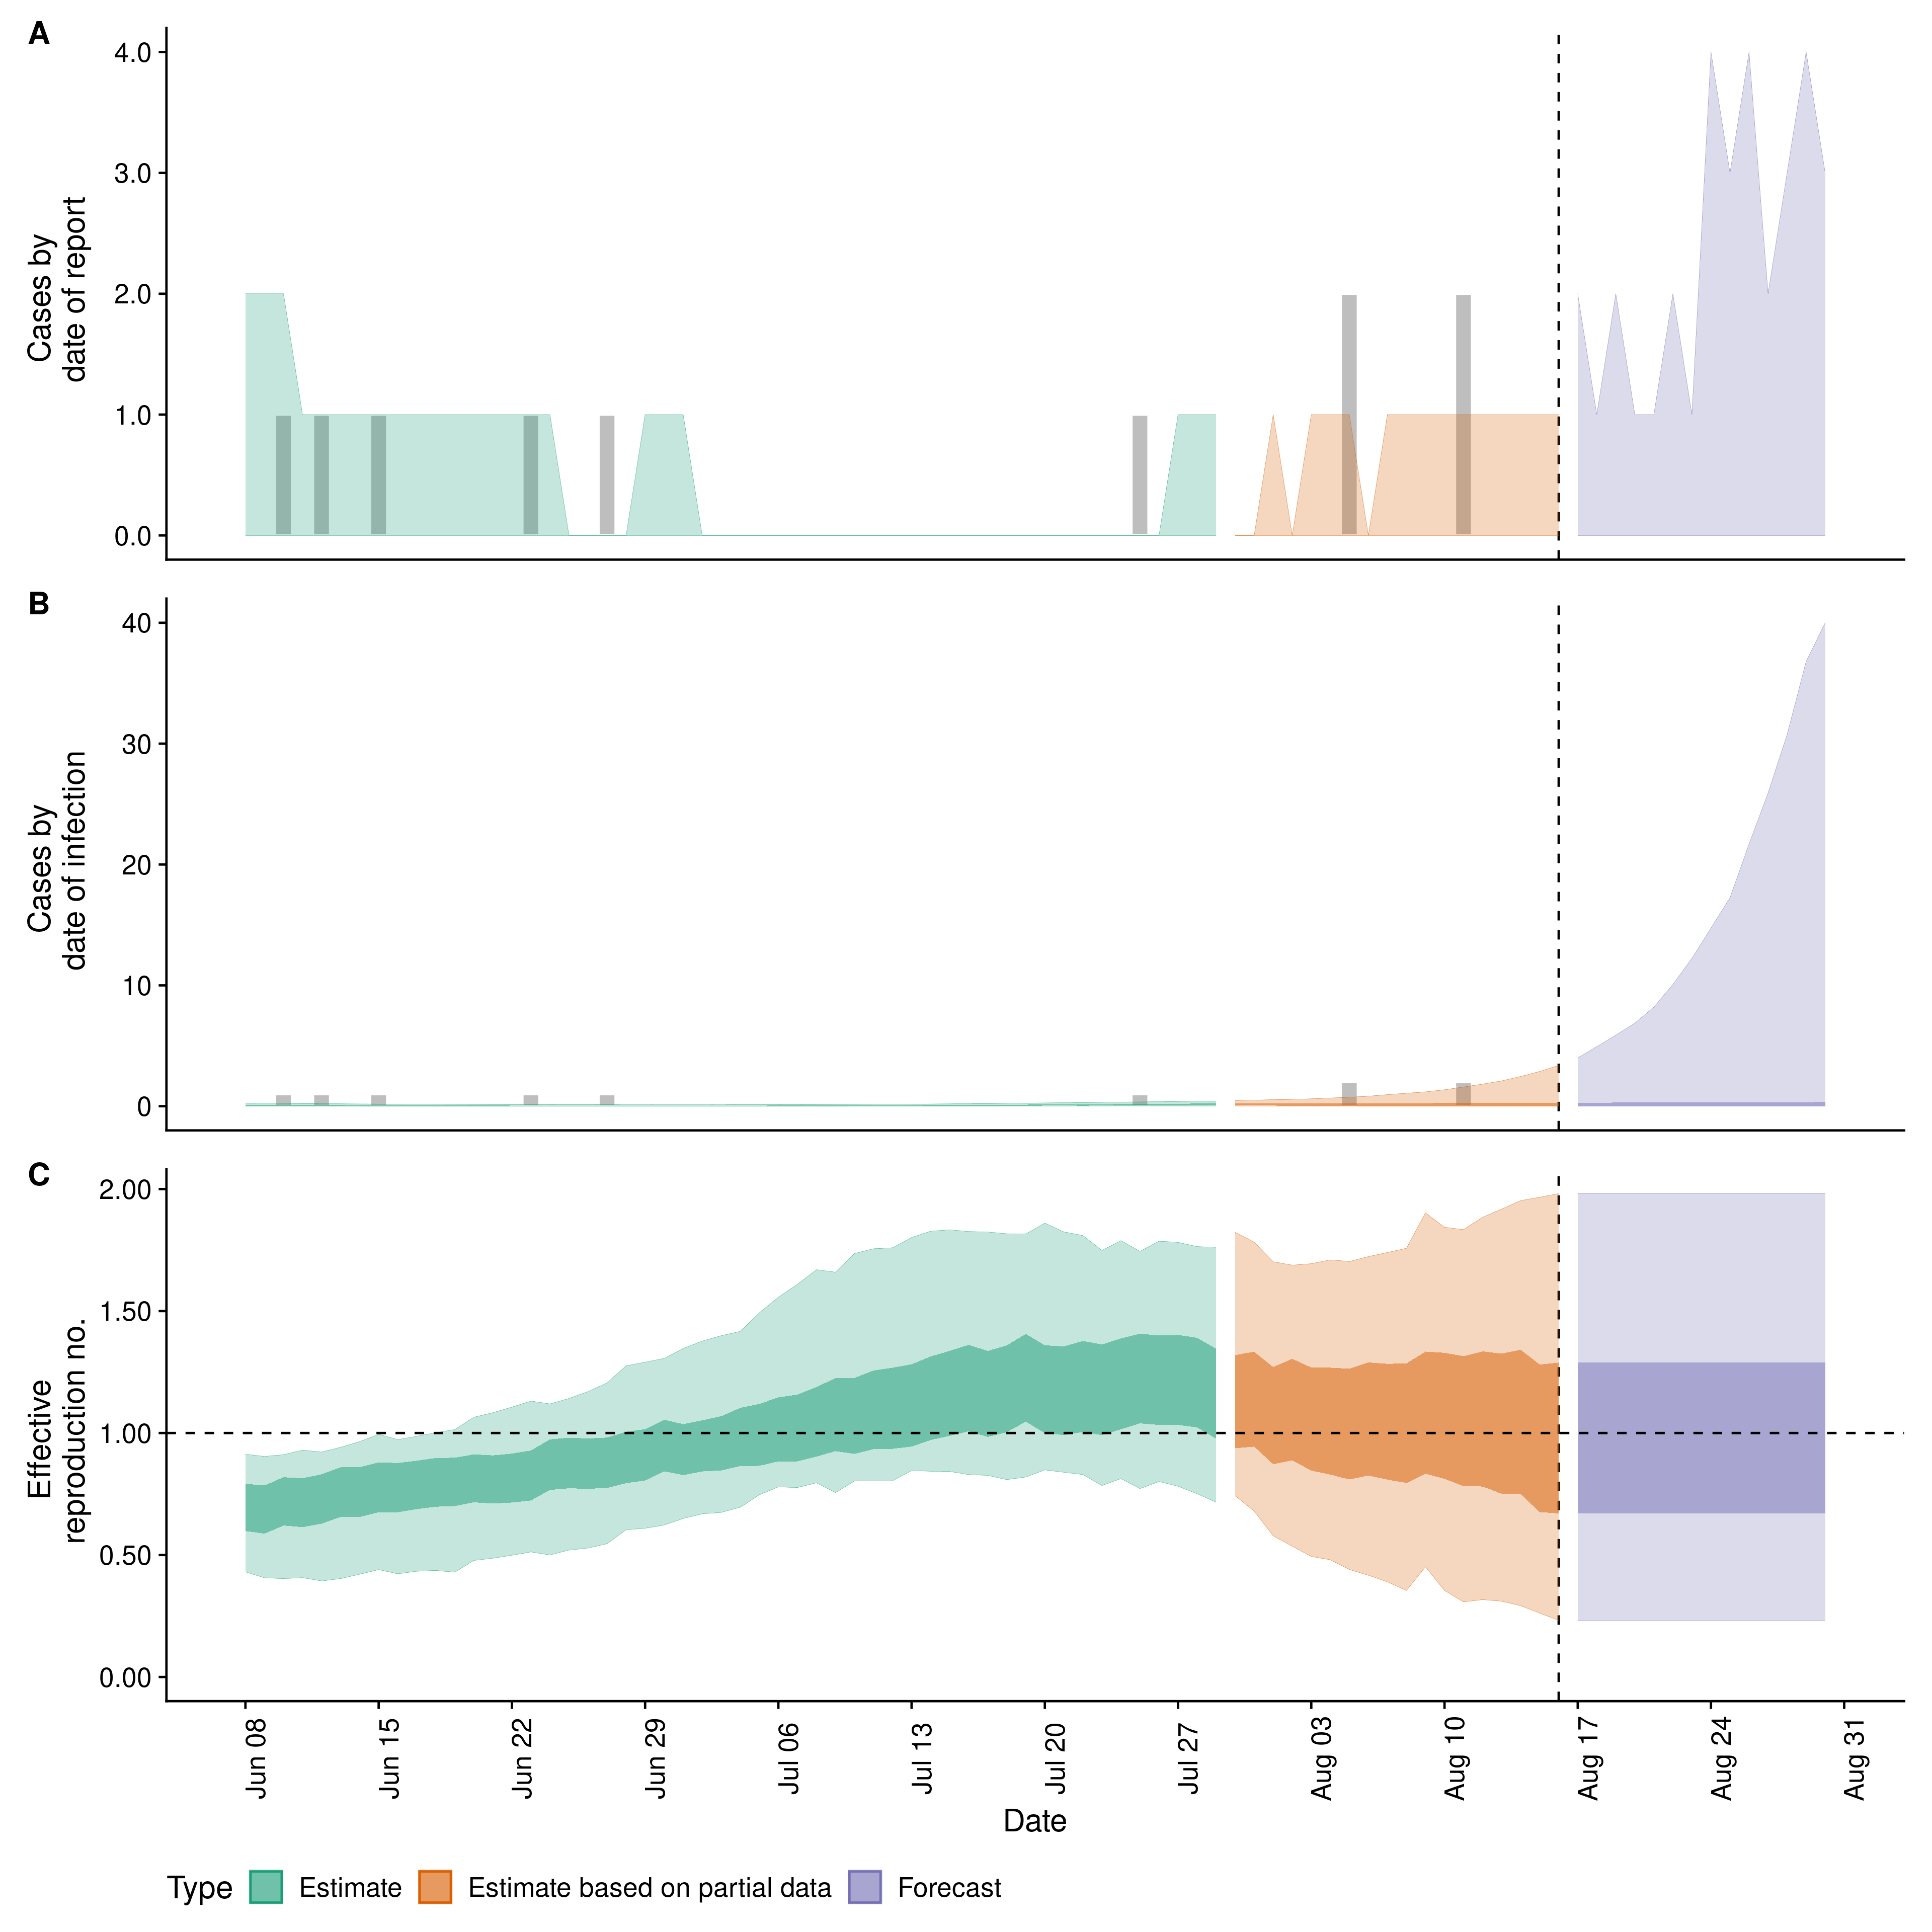 A
4.0
3.0
2.0
1.0
0.0
Cases by
date of report
B
40
30
20
10
0
Cases by
date of infection
C
2.00
1.50
1.00
0.50
0.00
Effective
reproduction no.
Jun 08
Jun 15
Jun 22
Jun 29
Jul 06
Jul 13
Jul 20
Jul 27
Aug 03
Aug 10
Aug 17
Aug 24
Aug 31
Date
Type Estimate Estimate based on partial data Forecast